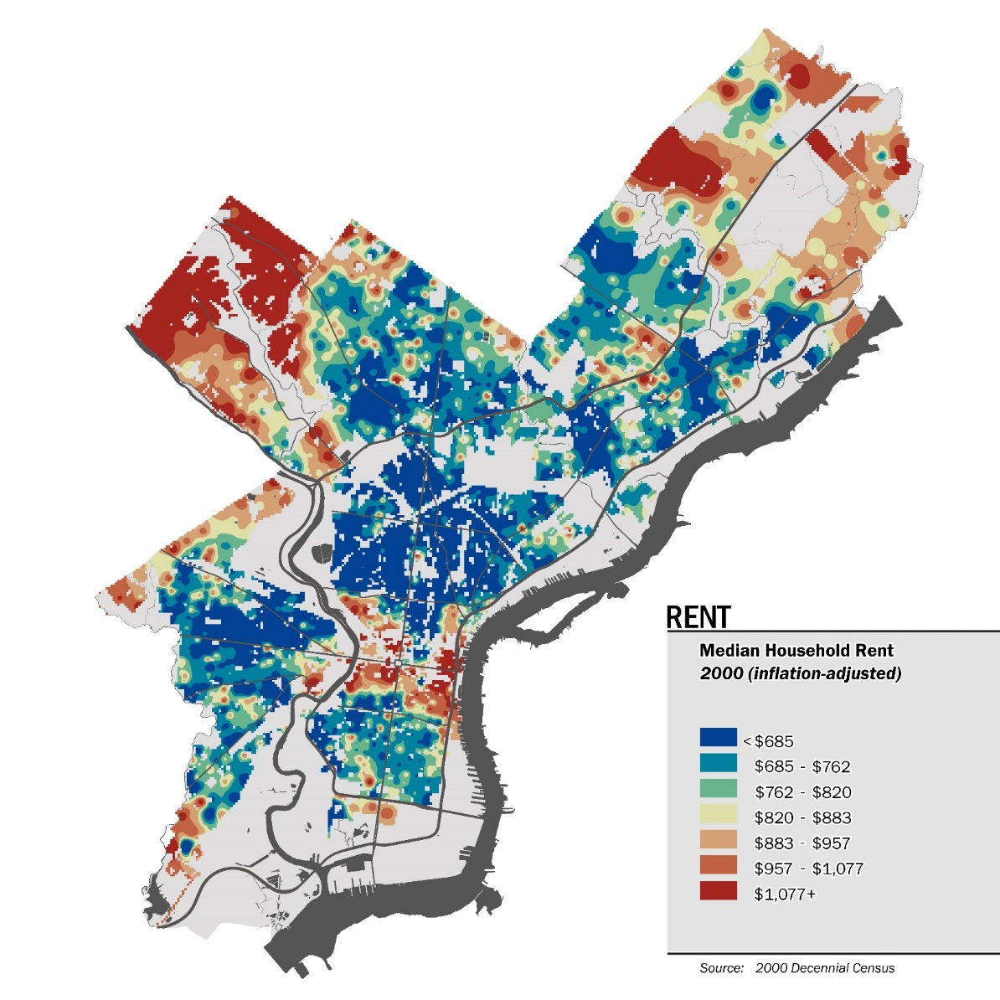 RENT
Median Household Rent
2000 (inflation-adjusted)
<$685
$685 - $762
$762 - $820
$820 - $883
$883 - $957
$957 - $1,077
$1,077+
Source: 2000 Decennial Census